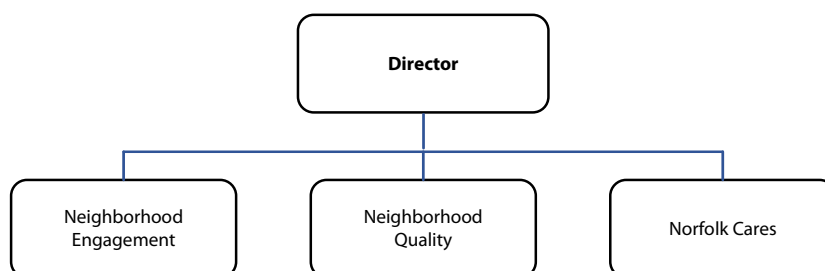 Director
Neighborhood
Engagement
Neighborhood
Quality
Norfolk Cares